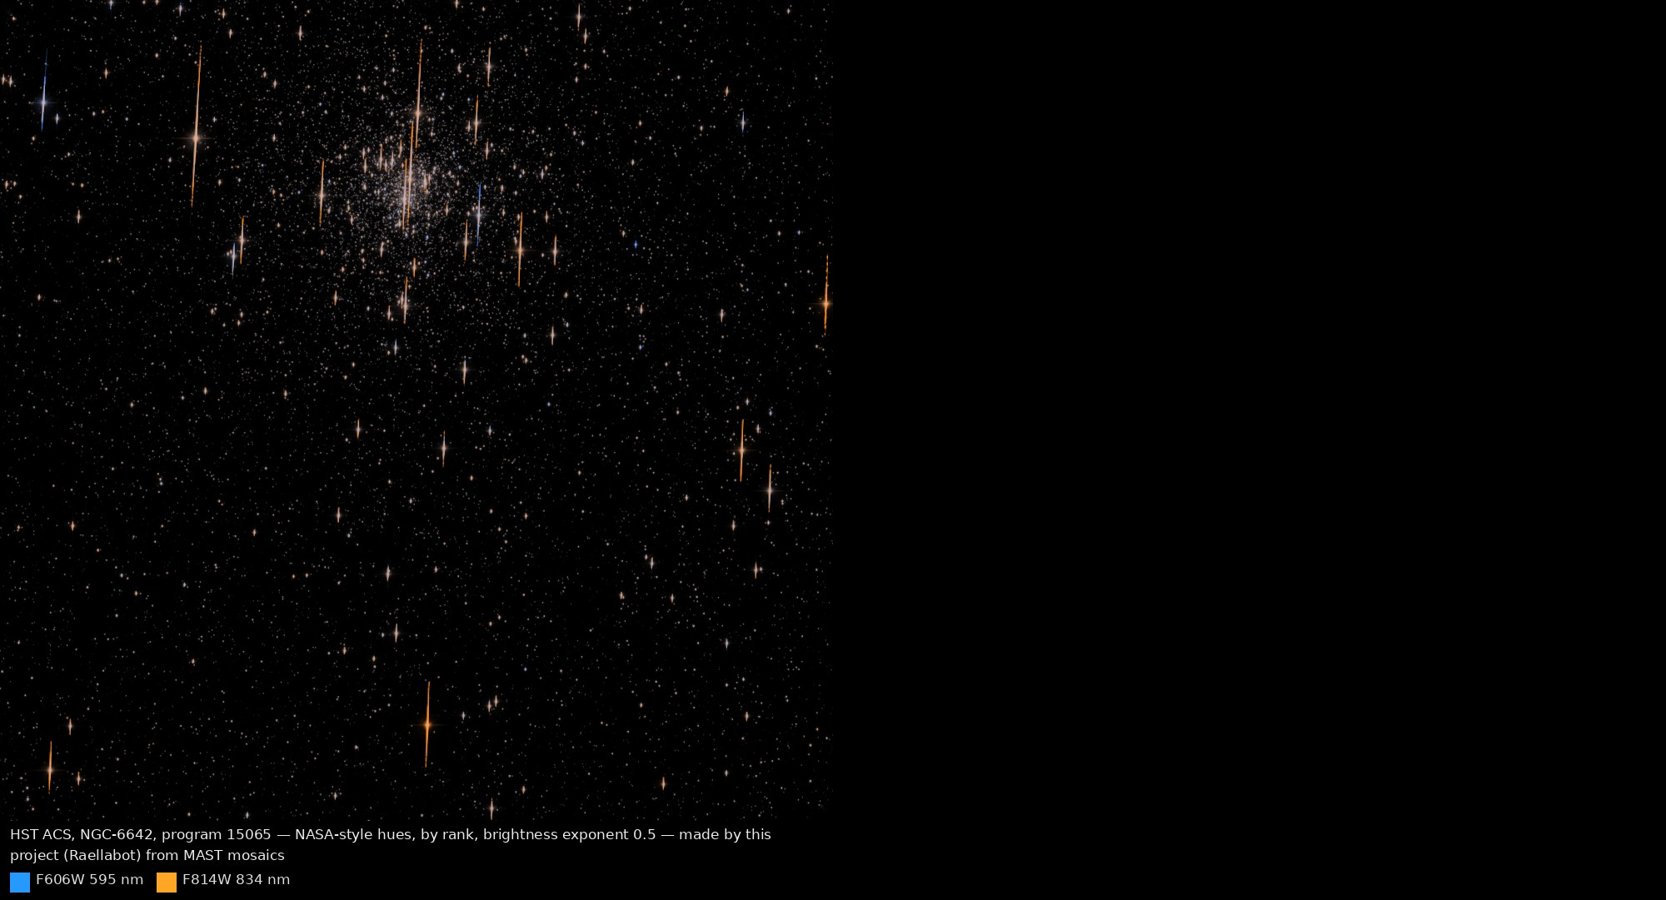 HST ACS, NGC-6642, program 15065 — NASA-style hues, by rank, brightness exponent 0.5 — made by this
project (Raellabot) from MAST mosaics
F606W 595 nm F814W 834 nm